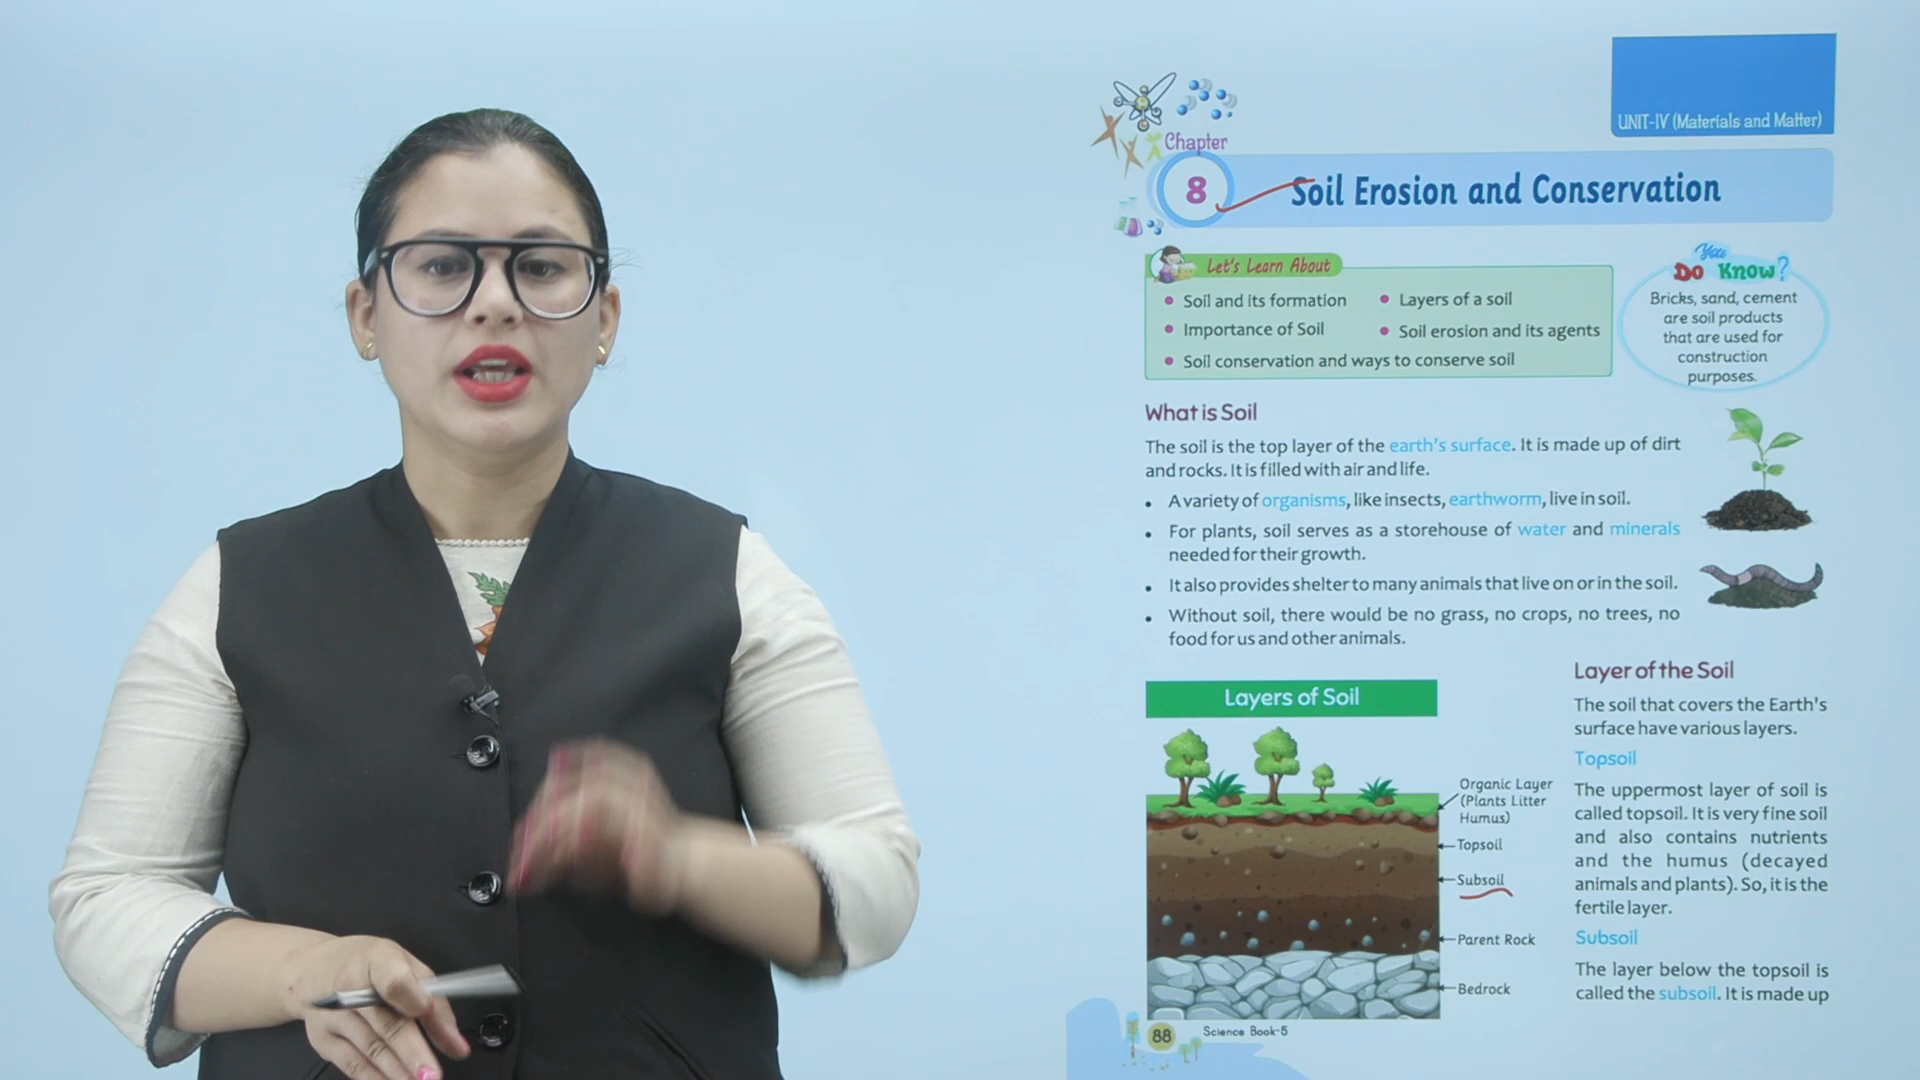 UNIT-IV (Materials and Matter)
Chapter
8
Soil Erosion and Conservation
Let's Learn About
Soil and its formation
Layers of a soil
Importance of Soil
Soil erosion and its agents
Soil conservation and ways to conserve soil
You
Do Know?
Bricks, sand, cement
are soil products
that are used for
construction
purposes.
What is Soil
The soil is the top layer of the earth's surface. It is made up of dirt
and rocks. It is filled with air and life.
• A variety of organisms, like insects, earthworm, live in soil.
• For plants, soil serves as a storehouse of water and minerals
needed for their growth.
• It also provides shelter to many animals that live on or in the soil.
• Without soil, there would be no grass, no crops, no trees, no
food for us and other animals.
Layers of Soil
Organic Layer
(Plants Litter
Humus)
Topsoil
Subsoil
Parent Rock
Bedrock
Layer of the Soil
The soil that covers the Earth's
surface have various layers.
Topsoil
The uppermost layer of soil is
called topsoil. It is very fine soil
and also contains nutrients
and the humus (decayed
animals and plants). So, it is the
fertile layer.
Subsoil
The layer below the topsoil is
called the subsoil. It is made up
88
Science Book-5